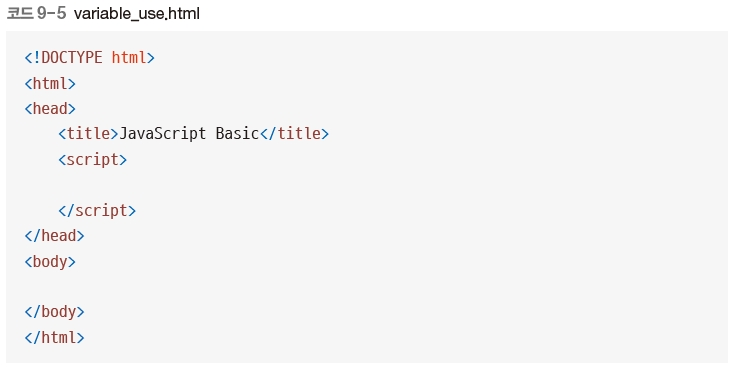 코드 9-5 variable_use.html
<!DOCTYPE html>
<html>
<head>
    <title>JavaScript Basic</title>
    <script>

    </script>
</head>
<body>

</body>
</html>